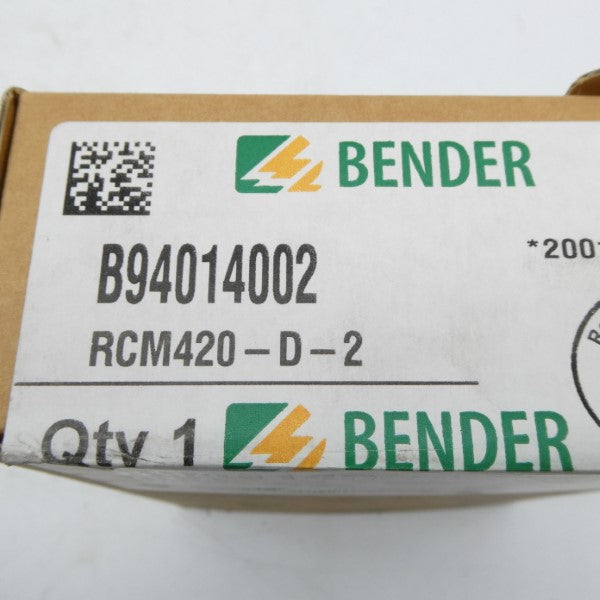 BENDER
*2001
B94014002
RCM420-D-2
Qty 1 BENDER